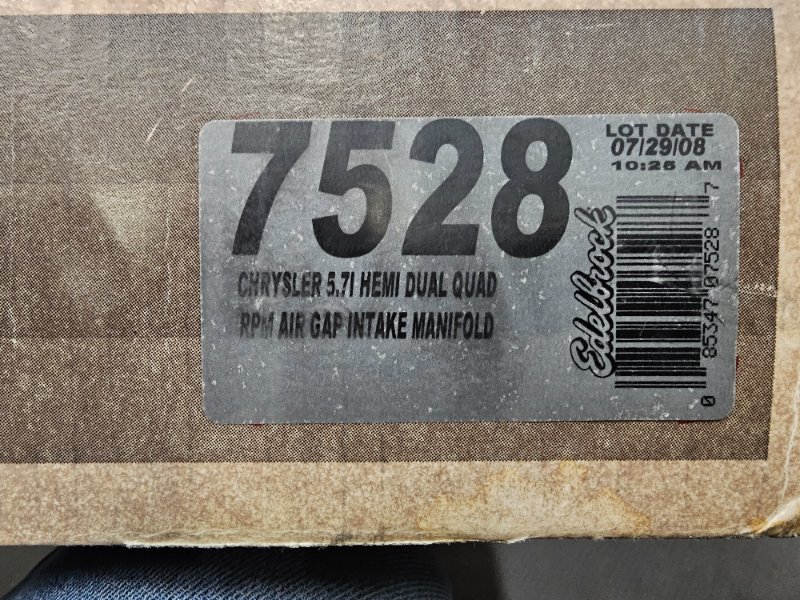 7528
CHRYSLER 5.7l HEMI DUAL QUAD
RPM AIR GAP INTAKE MANIFOLD
LOT DATE
07/29/08
10:26 AM
Edelbrock
0 85347 07528 7